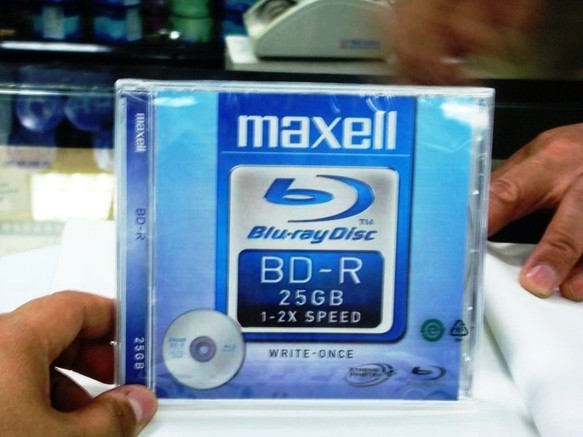 maxell
BD-R
25GB
maxell
Blu-ray Disc
TM
BD-R
25GB
1-2X SPEED
WRITE-ONCE